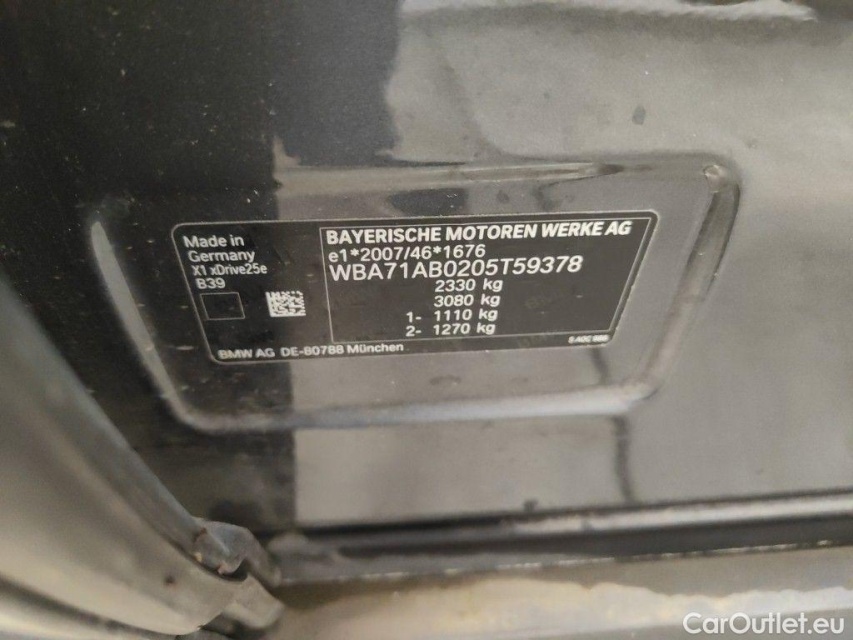 Made in
Germany
X1 xDrive25e
B39
BAYERISCHE MOTOREN WERKE AG
e1*2007/46*1676
WBA71AB0205T59378
2330 kg
3080 kg
1- 1110 kg
2- 1270 kg
BMW AG DE-80788 München
CarOutlet.eu